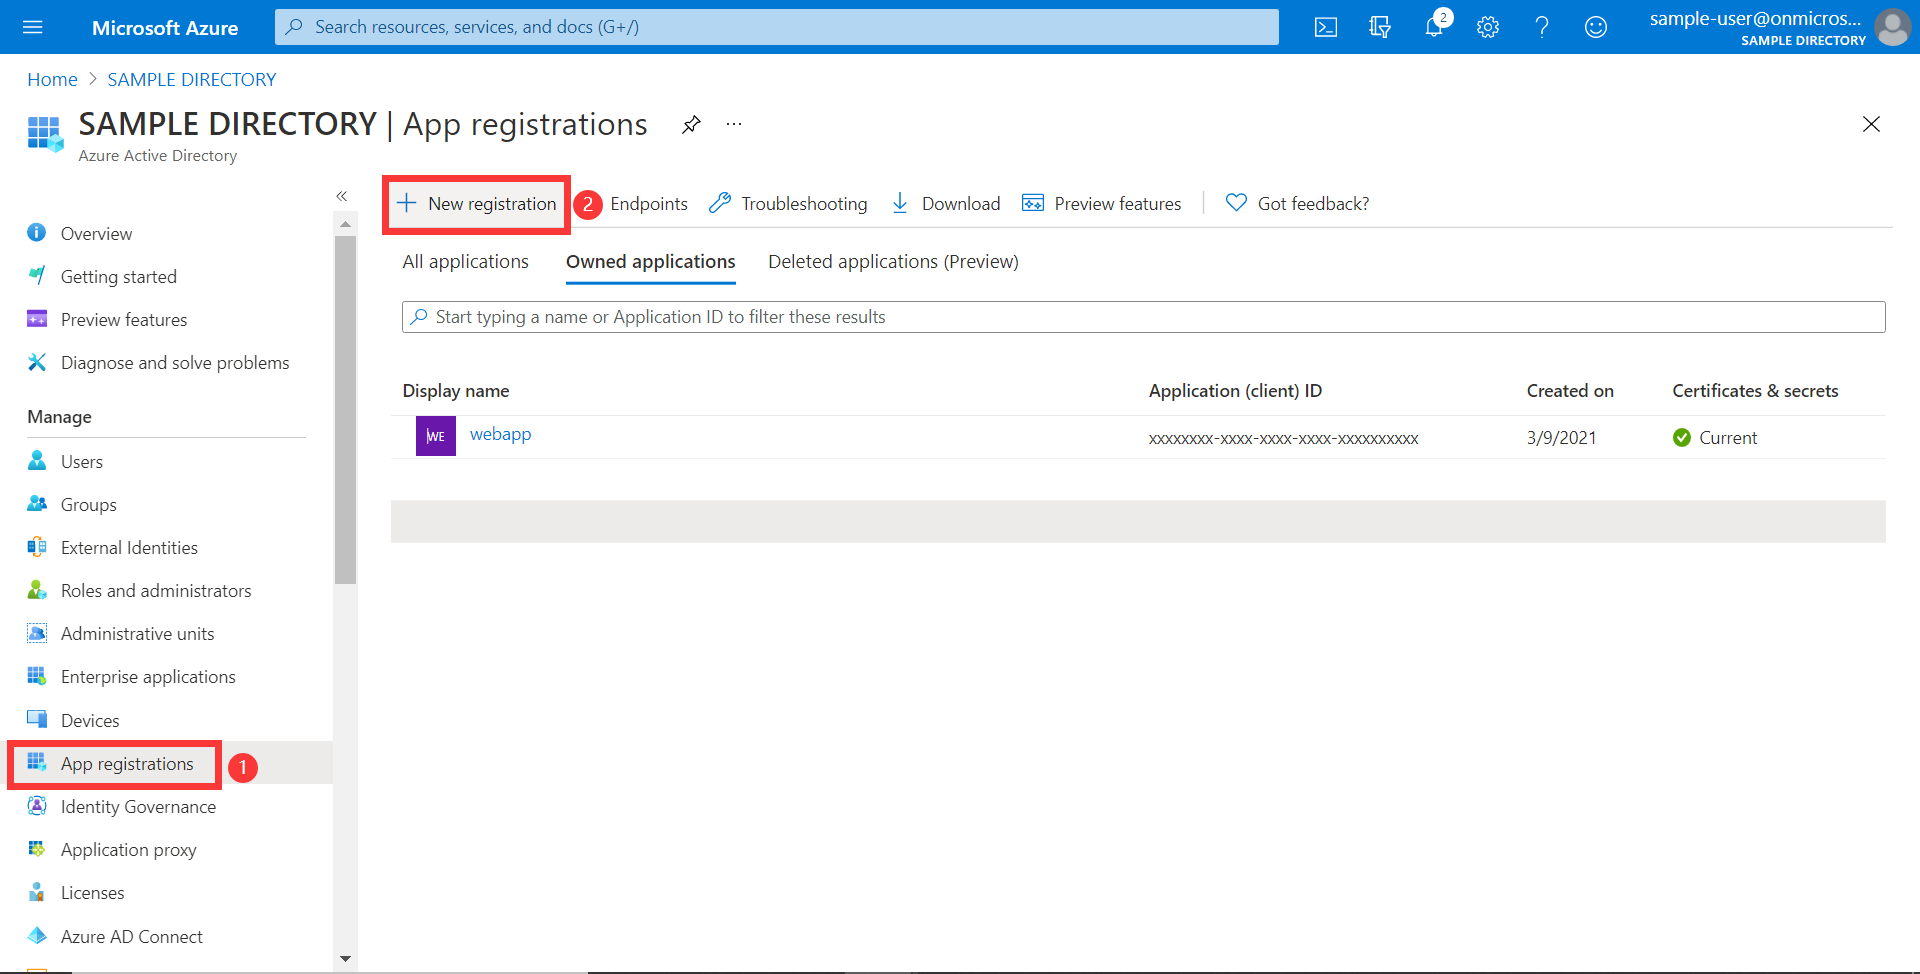 Microsoft Azure
Search resources, services, and docs (G+/)
2
sample-user@onmicros...
SAMPLE DIRECTORY
Home > SAMPLE DIRECTORY
SAMPLE DIRECTORY | App registrations
Azure Active Directory
New registration
2
Endpoints
Troubleshooting
Download
Preview features
Got feedback?
Overview
Getting started
Preview features
Diagnose and solve problems
Manage
Users
Groups
External Identities
Roles and administrators
Administrative units
Enterprise applications
Devices
App registrations
1
Identity Governance
Application proxy
Licenses
Azure AD Connect
All applications
Owned applications
Deleted applications (Preview)
Start typing a name or Application ID to filter these results
Display name
Application (client) ID
Created on
Certificates & secrets
WE
webapp
xxxxxxxx-xxxx-xxxx-xxxx-xxxxxxxxxx
3/9/2021
Current